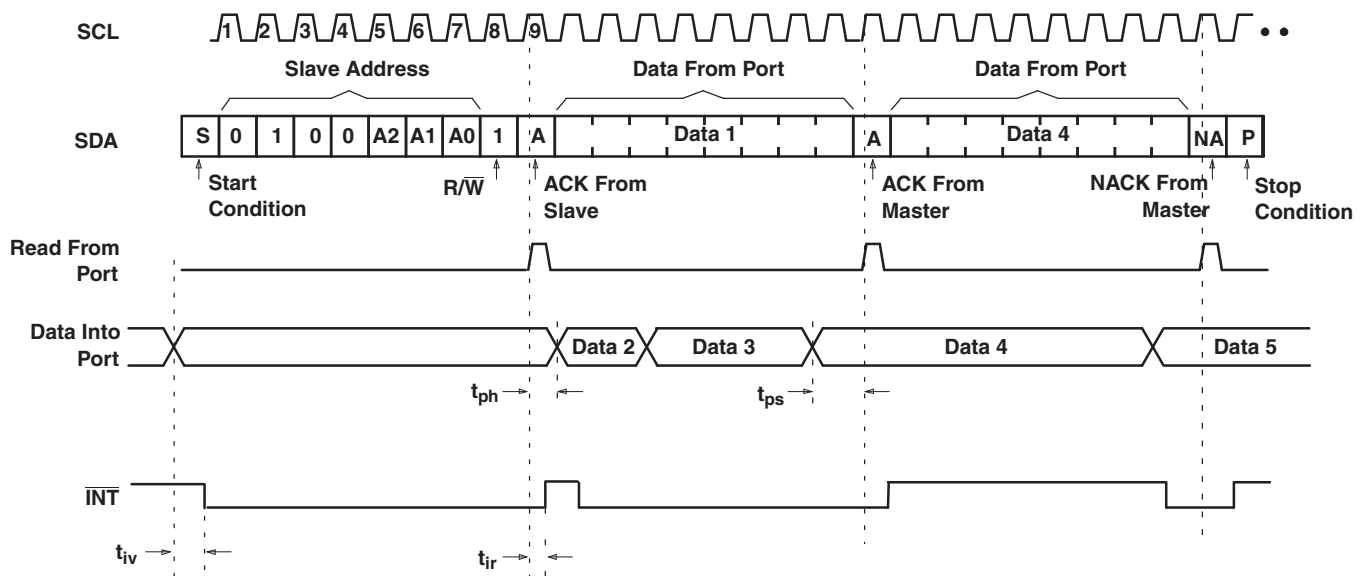 SCL 1 2 3 4 5 6 7 8 9
Slave Address Data From Port Data From Port
SDA S 0 1 0 0 A2 A1 A0 1 A Data 1 A Data 4 NA P
Start
Condition
R/W̅
ACK From
Slave
ACK From
Master
NACK From
Master
Stop
Condition
Read From
Port
Data Into
Port
Data 2 Data 3 Data 4 Data 5
tph tps
I̅N̅T̅
tiv tir